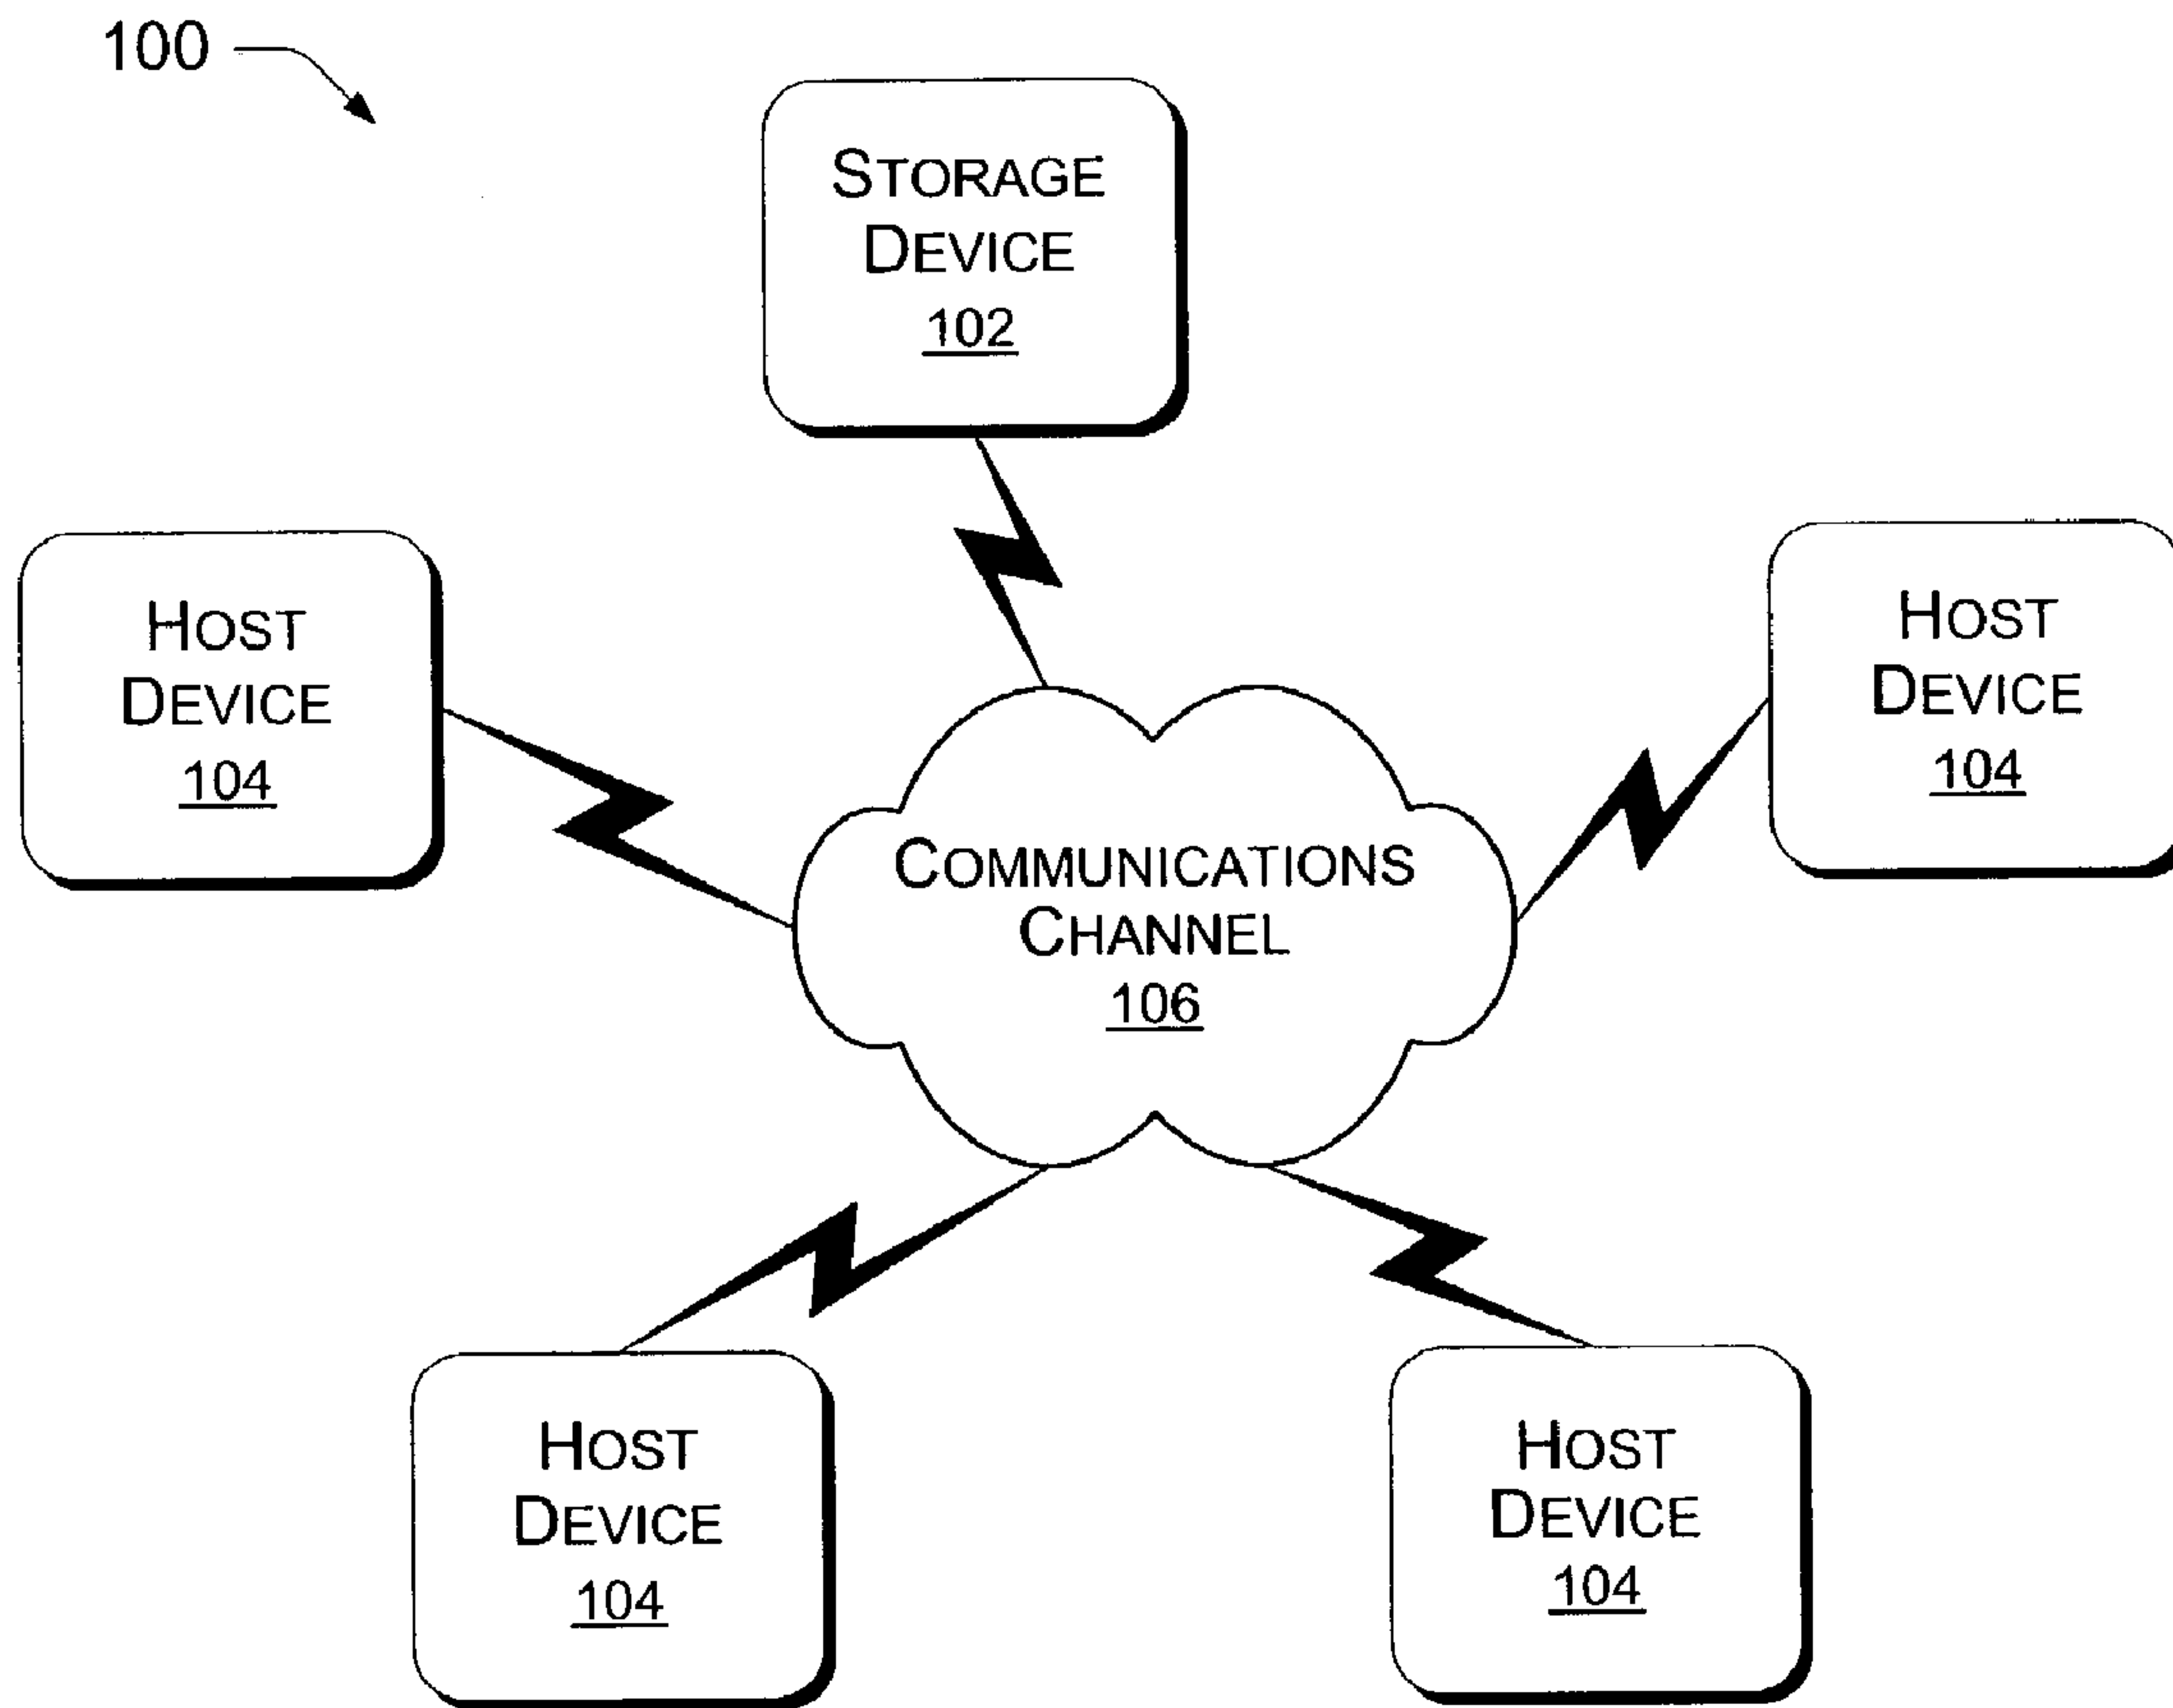 100
STORAGE
DEVICE
102
HOST
DEVICE
104
HOST
DEVICE
104
COMMUNICATIONS
CHANNEL
106
HOST
DEVICE
104
HOST
DEVICE
104